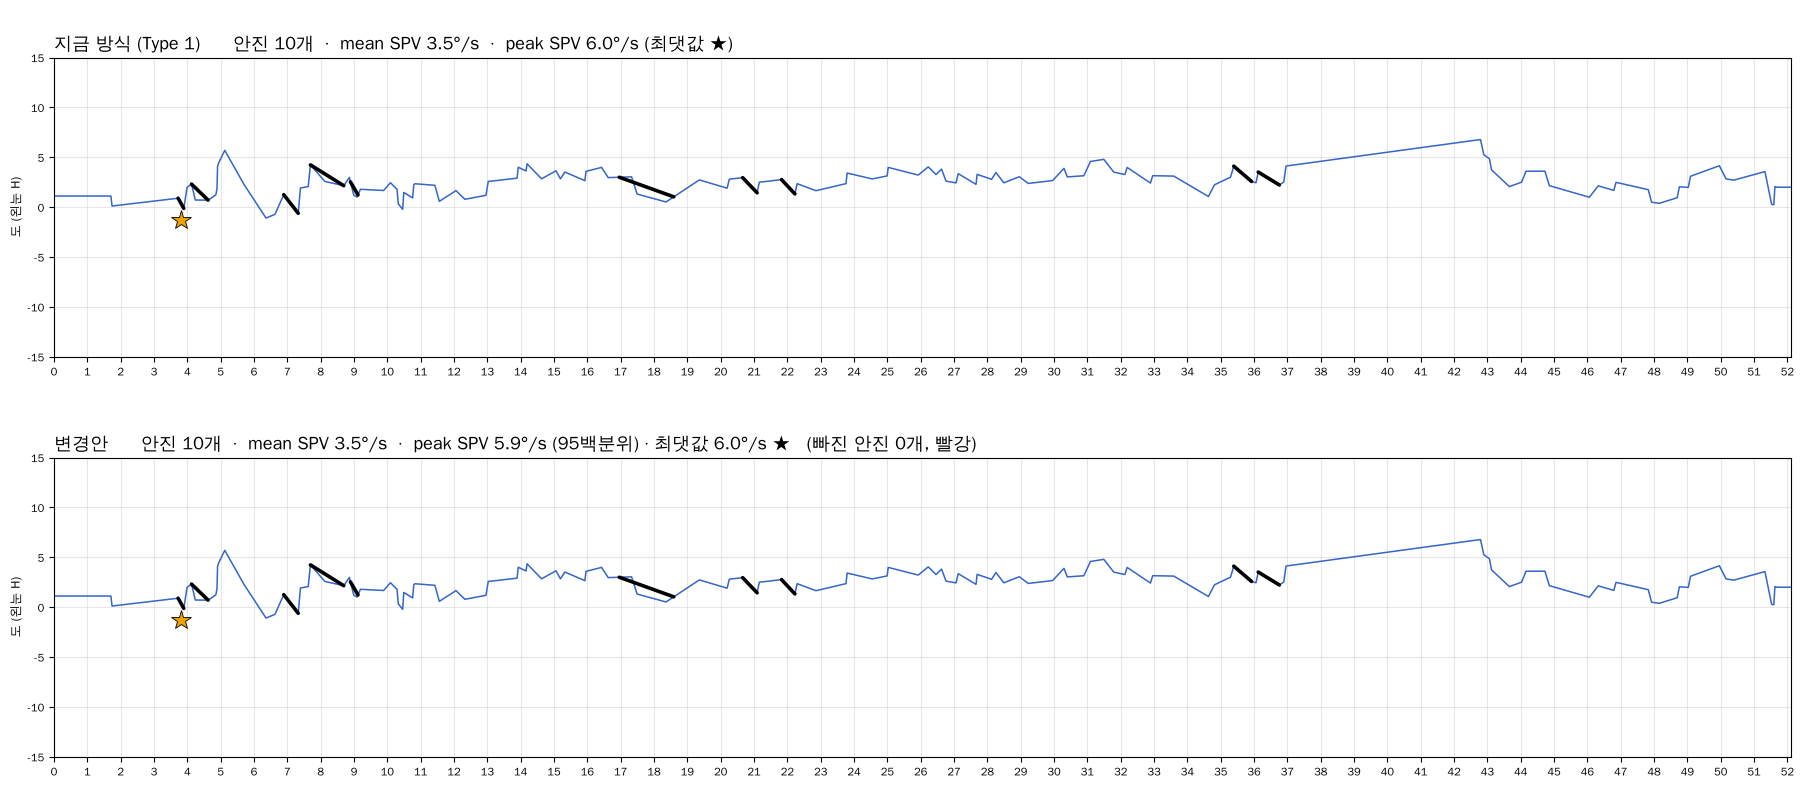 지금 방식 (Type 1)      안진 10개  ·  mean SPV 3.5°/s  ·  peak SPV 6.0°/s (최댓값 ★)
15
10
5
0
-5
-10
-15
도 (왼눈 H)
0 1 2 3 4 5 6 7 8 9 10 11 12 13 14 15 16 17 18 19 20 21 22 23 24 25 26 27 28 29 30 31 32 33 34 35 36 37 38 39 40 41 42 43 44 45 46 47 48 49 50 51 52
변경안      안진 10개  ·  mean SPV 3.5°/s  ·  peak SPV 5.9°/s (95백분위) · 최댓값 6.0°/s ★   (빠진 안진 0개, 빨강)
15
10
5
0
-5
-10
-15
도 (왼눈 H)
0 1 2 3 4 5 6 7 8 9 10 11 12 13 14 15 16 17 18 19 20 21 22 23 24 25 26 27 28 29 30 31 32 33 34 35 36 37 38 39 40 41 42 43 44 45 46 47 48 49 50 51 52